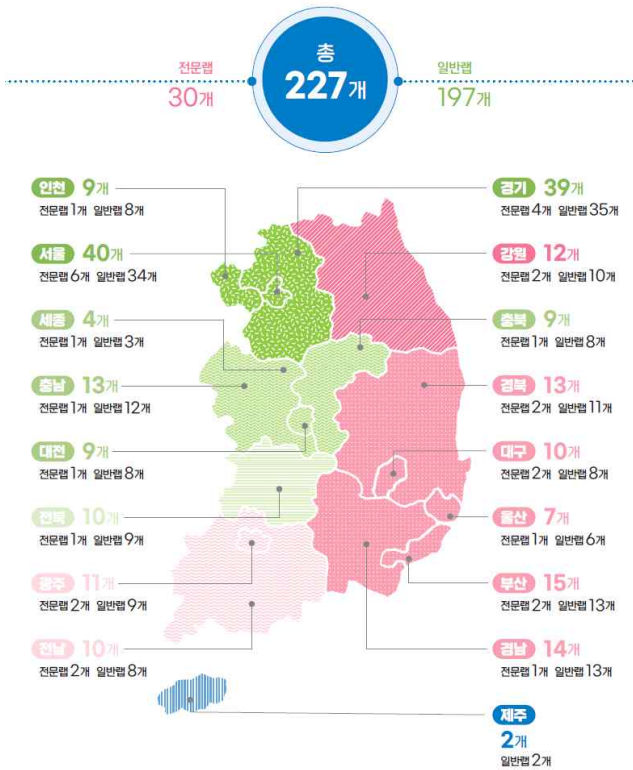 총
227개
전문랩
30개
일반랩
197개
인천 9개
전문랩 1개 일반랩 8개
서울 40개
전문랩 6개 일반랩 34개
세종 4개
전문랩 1개 일반랩 3개
충남 13개
전문랩 1개 일반랩 12개
대전 9개
전문랩 1개 일반랩 8개
전북 10개
전문랩 1개 일반랩 9개
광주 11개
전문랩 2개 일반랩 9개
전남 10개
전문랩 2개 일반랩 8개
경기 39개
전문랩 4개 일반랩 35개
강원 12개
전문랩 2개 일반랩 10개
충북 9개
전문랩 1개 일반랩 8개
경북 13개
전문랩 2개 일반랩 11개
대구 10개
전문랩 2개 일반랩 8개
울산 7개
전문랩 1개 일반랩 6개
부산 15개
전문랩 2개 일반랩 13개
경남 14개
전문랩 1개 일반랩 13개
제주
2개
일반랩 2개